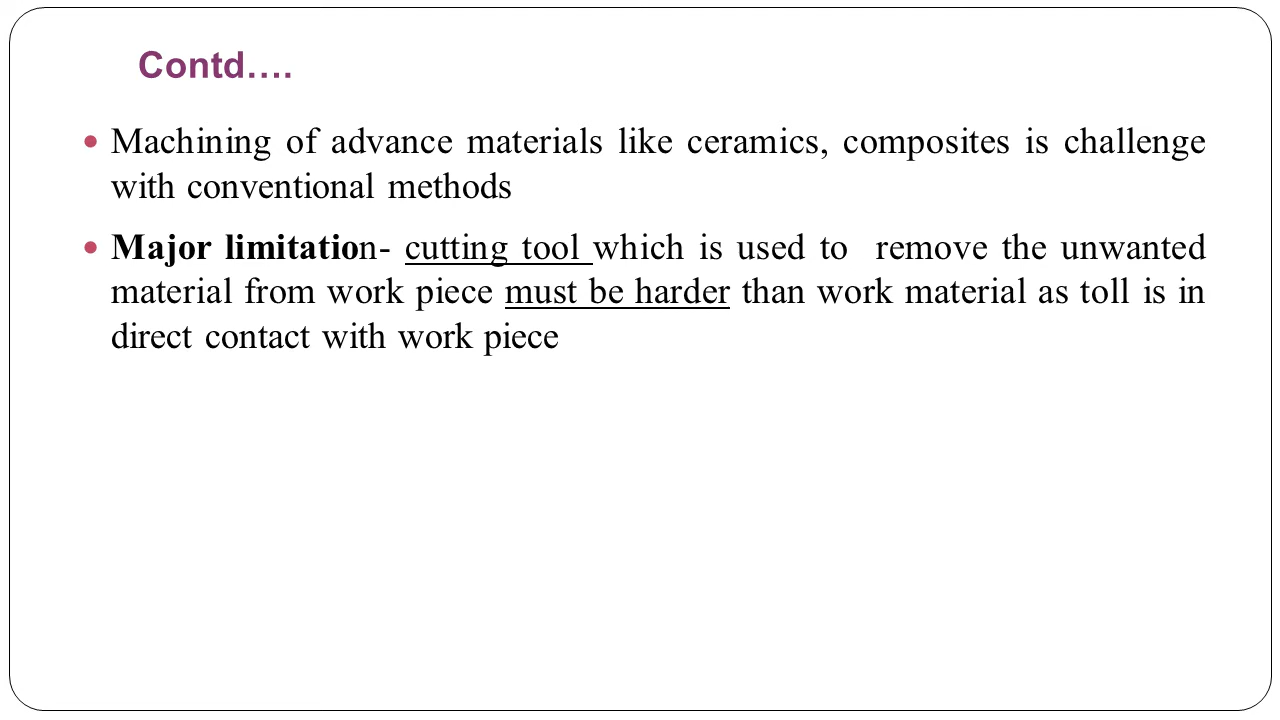 Contd….
Machining of advance materials like ceramics, composites is challenge
with conventional methods
Major limitation- cutting tool which is used to  remove the unwanted
material from work piece must be harder than work material as toll is in
direct contact with work piece